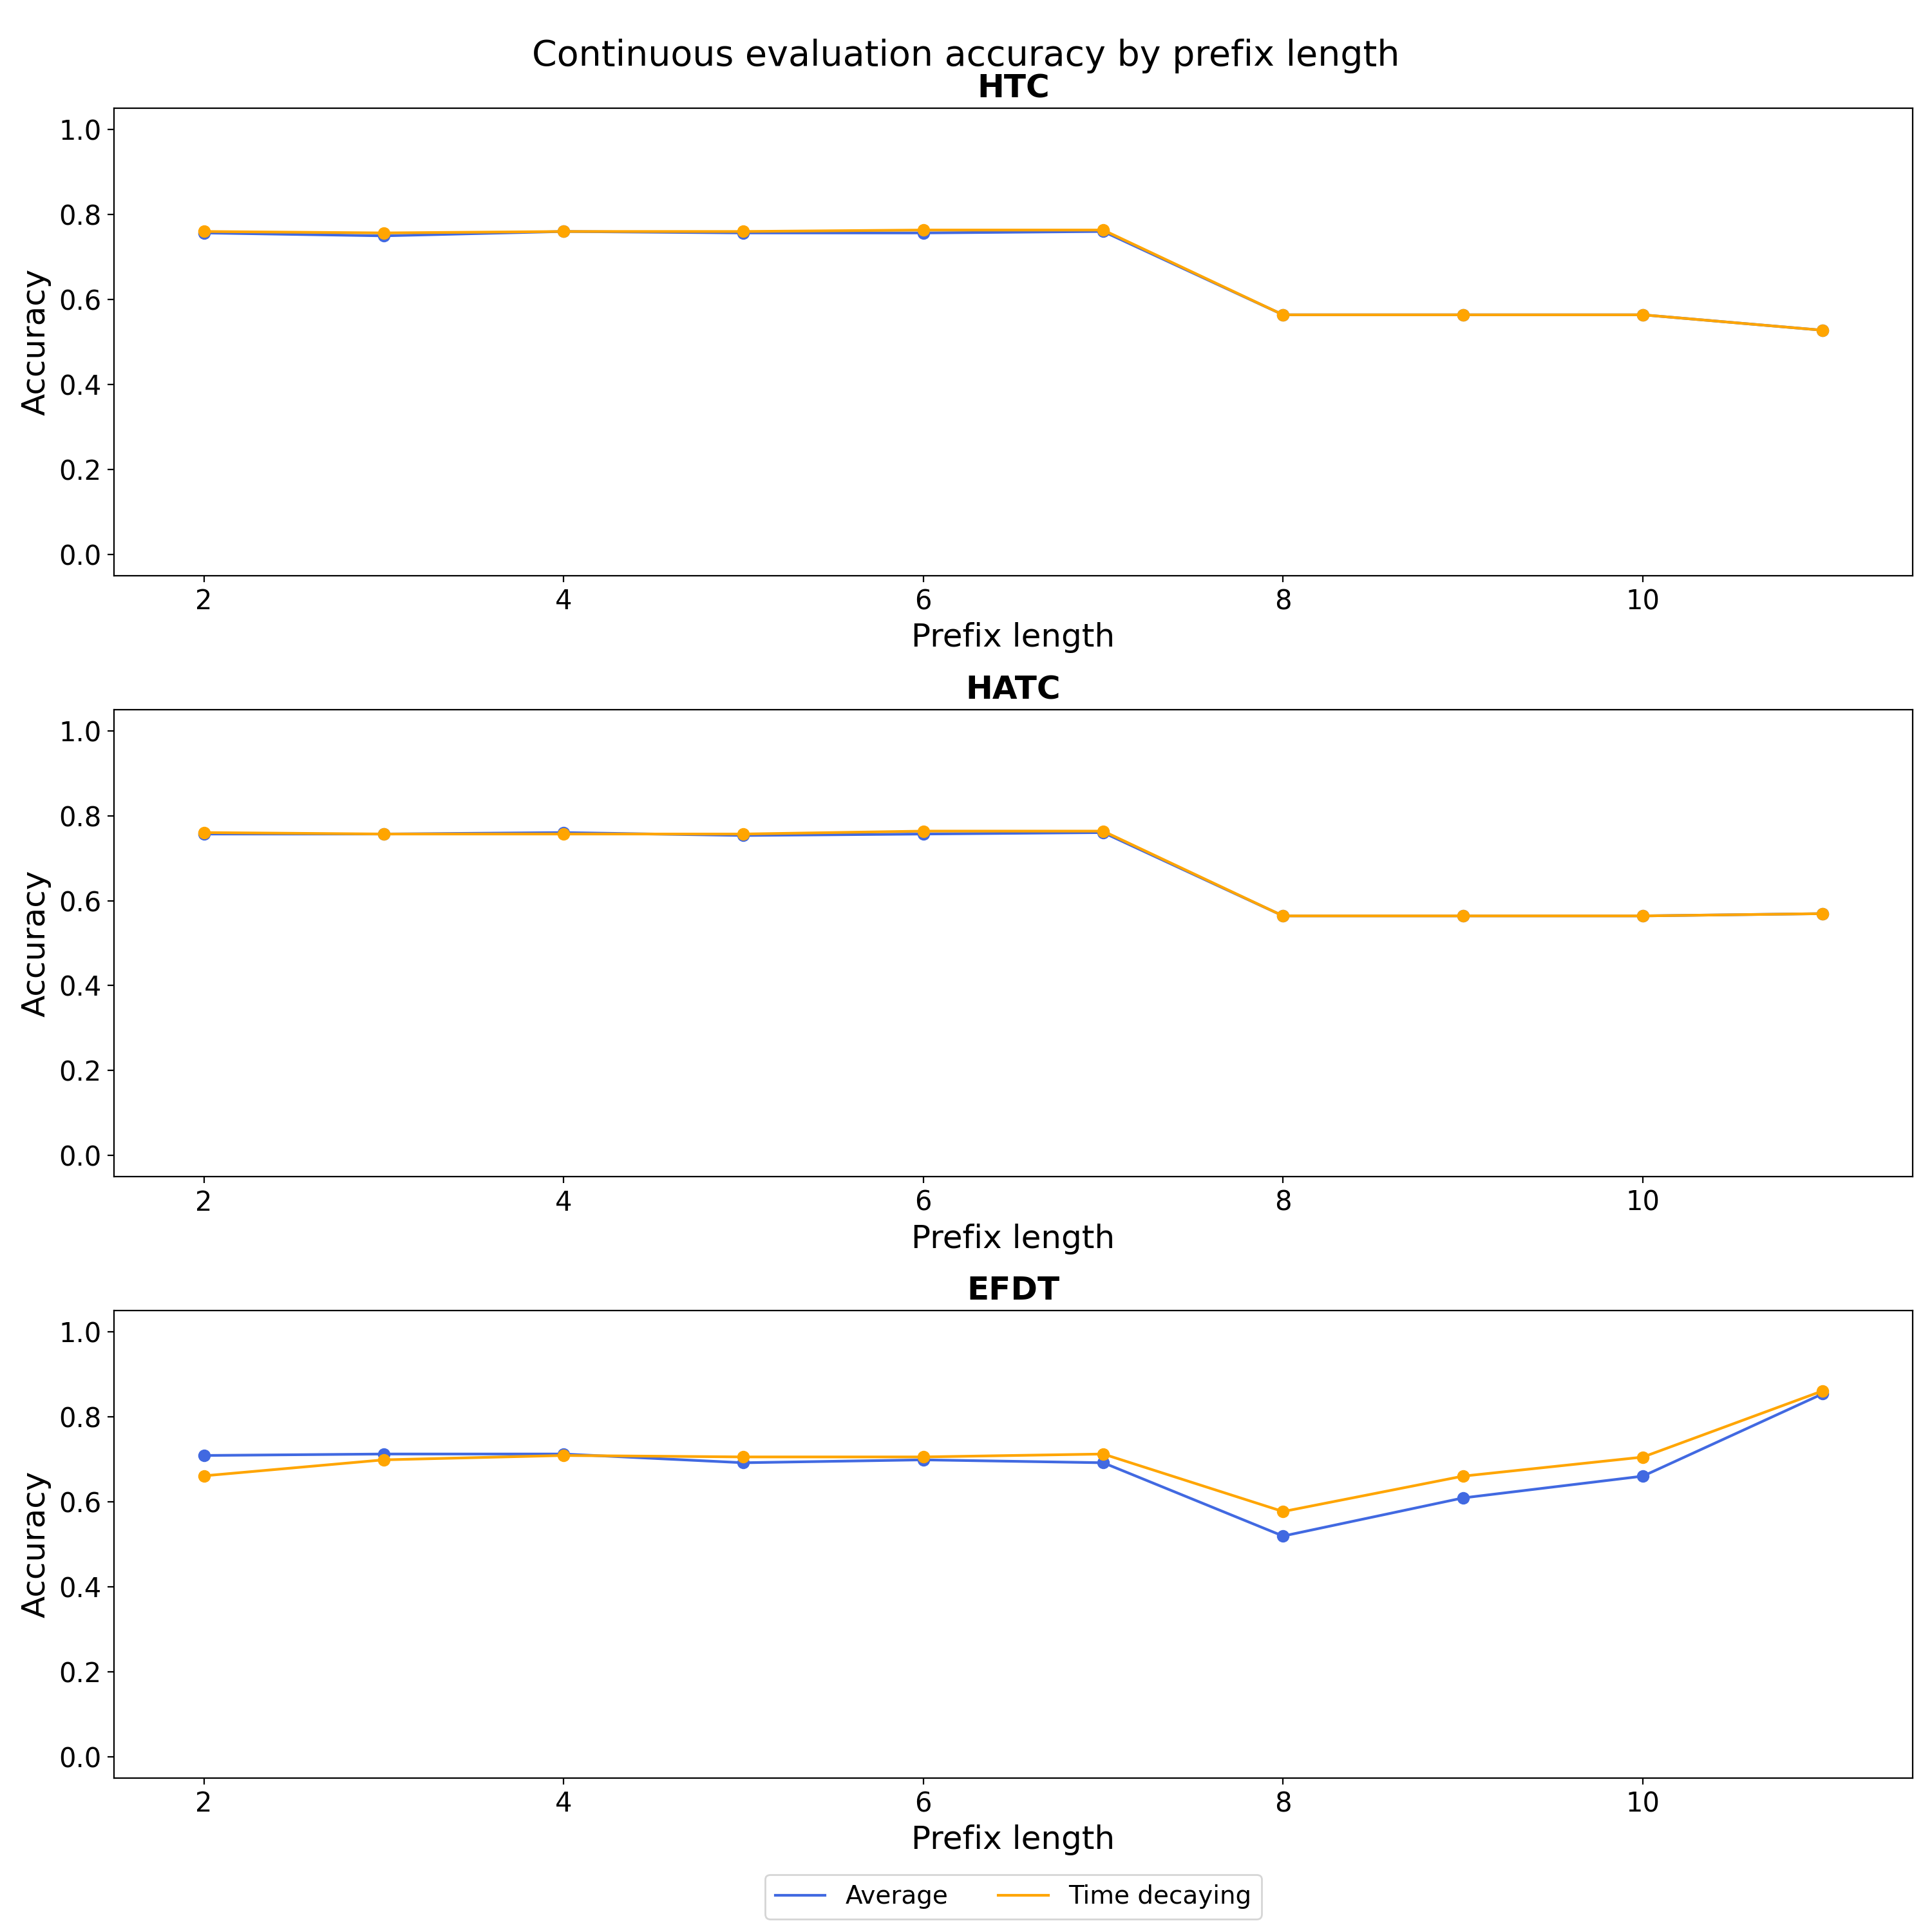 Continuous evaluation accuracy by prefix length
HTC
1.0
0.8
0.6
0.4
0.2
0.0
Accuracy
2 4 6 8 10
Prefix length
HATC
1.0
0.8
0.6
0.4
0.2
0.0
Accuracy
2 4 6 8 10
Prefix length
EFDT
1.0
0.8
0.6
0.4
0.2
0.0
Accuracy
2 4 6 8 10
Prefix length
Average Time decaying